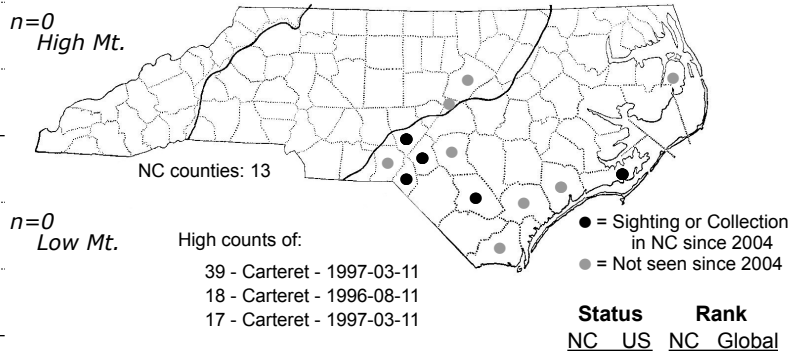 n=0
High Mt.
NC counties: 13
n=0
Low Mt.
High counts of:
39 - Carteret - 1997-03-11
18 - Carteret - 1996-08-11
17 - Carteret - 1997-03-11
= Sighting or Collection
in NC since 2004
= Not seen since 2004
Status Rank
NC US NC Global